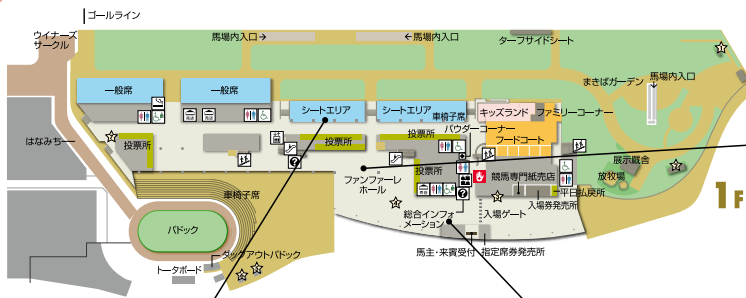 ゴールライン
ウイナーズ
サークル
馬場内入口→
←馬場内入口
ターフサイドシート
一般席
一般席
シートエリア
シートエリア
車椅子席
キッズランド
ファミリーコーナー
まきばガーデン
馬場内入口
はなみち
投票所
投票所
投票所
パウダーコーナー
フードコート
展示厩舎
放牧場
ファンファーレ
ホール
投票所
競馬専門紙売店
平日払戻所
入場券発売所
車椅子席
総合インフォ
メーション
入場ゲート
パドック
ダッグアウトパドック
トータボード
馬主・来賓受付
指定席券発売所
1F